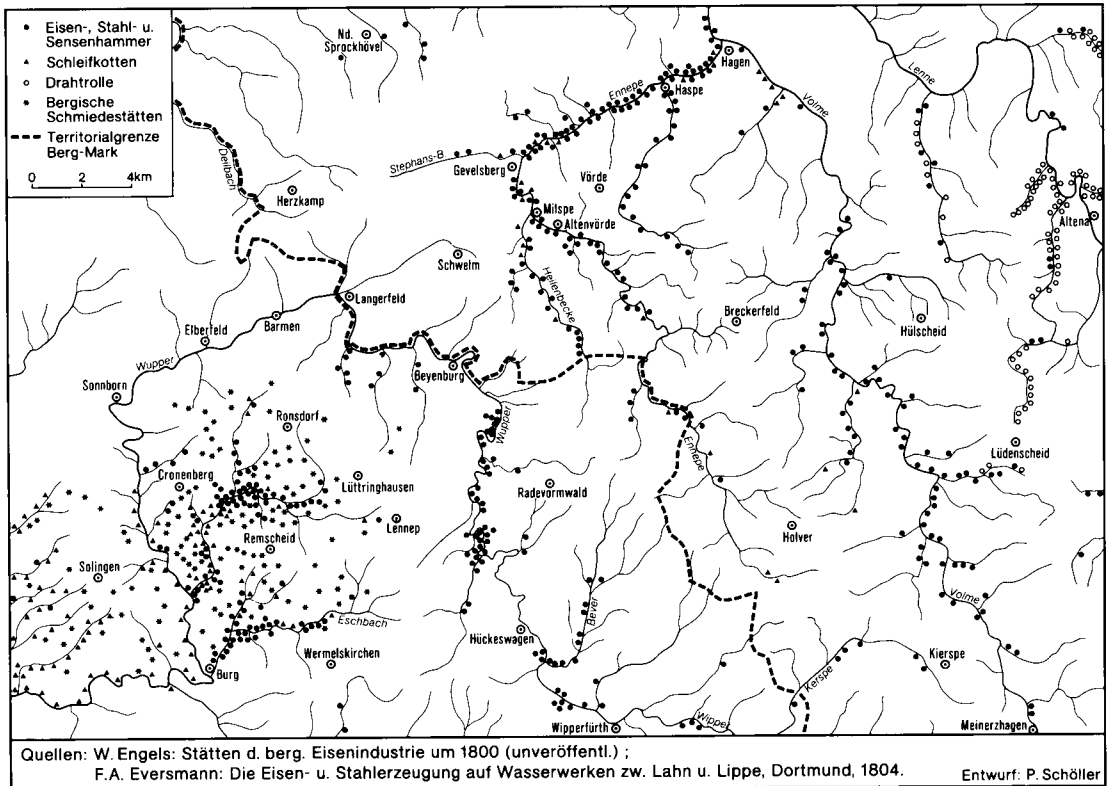 Eisen-, Stahl- u.
Sensenhammer
Schleifkotten
Drahtrolle
Bergische
Schmiedestätten
Territorialgrenze
Berg-Mark
0 2 4km
Nd.
Sprockhövel
Hagen
Lenne
Ennepe
Haspe
Volme
Deilbach
Stephans-B.
Gevelsberg
Vörde
Herzkamp
Milspe
Altenvörde
Altena
Schwelm
Heilenbecke
Langerfeld
Breckerfeld
Hülscheid
Barmen
Elberfeld
Wupper
Beyenburg
Sonnborn
Wupper
Ronsdorf
Ennepe
Lüdenscheid
Cronenberg
Lüttringhausen
Radevormwald
Lennep
Holver
Remscheid
Solingen
Bever
Volme
Eschbach
Hückeswagen
Wermelskirchen
Kierspe
Burg
Kerspe
Wipper
Wipperfürth
Meinerzhagen
Quellen: W. Engels: Stätten d. berg. Eisenindustrie um 1800 (unveröffentl.) ;
F.A. Eversmann: Die Eisen- u. Stahlerzeugung auf Wasserwerken zw. Lahn u. Lippe, Dortmund, 1804.
Entwurf: P. Schöller